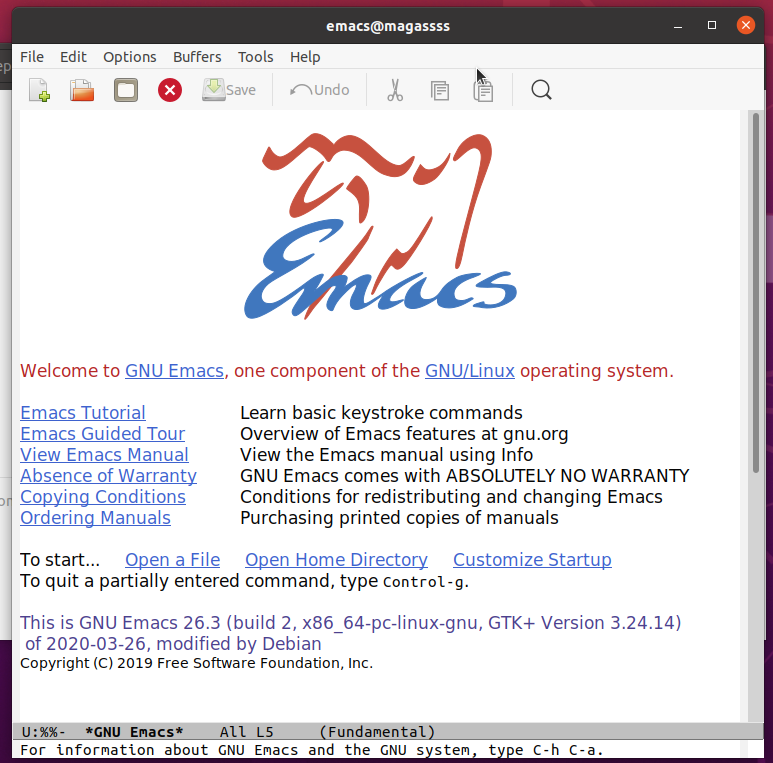 emacs@magassss
File Edit Options Buffers Tools Help
Save Undo
Emacs
Welcome to GNU Emacs, one component of the GNU/Linux operating system.
Emacs Tutorial Learn basic keystroke commands
Emacs Guided Tour Overview of Emacs features at gnu.org
View Emacs Manual View the Emacs manual using Info
Absence of Warranty GNU Emacs comes with ABSOLUTELY NO WARRANTY
Copying Conditions Conditions for redistributing and changing Emacs
Ordering Manuals Purchasing printed copies of manuals
To start... Open a File Open Home Directory Customize Startup
To quit a partially entered command, type Control-g.
This is GNU Emacs 26.3 (build 2, x86_64-pc-linux-gnu, GTK+ Version 3.24.14)
of 2020-03-26, modified by Debian
Copyright (C) 2019 Free Software Foundation, Inc.
U:%%- *GNU Emacs* All L5 (Fundamental)
For information about GNU Emacs and the GNU system, type C-h C-a.